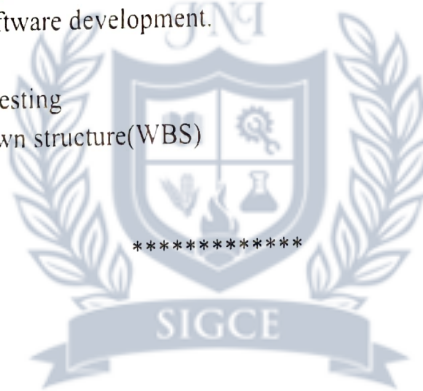 ftware development.
esting
wn structure(WBS)
*************
SIGCE